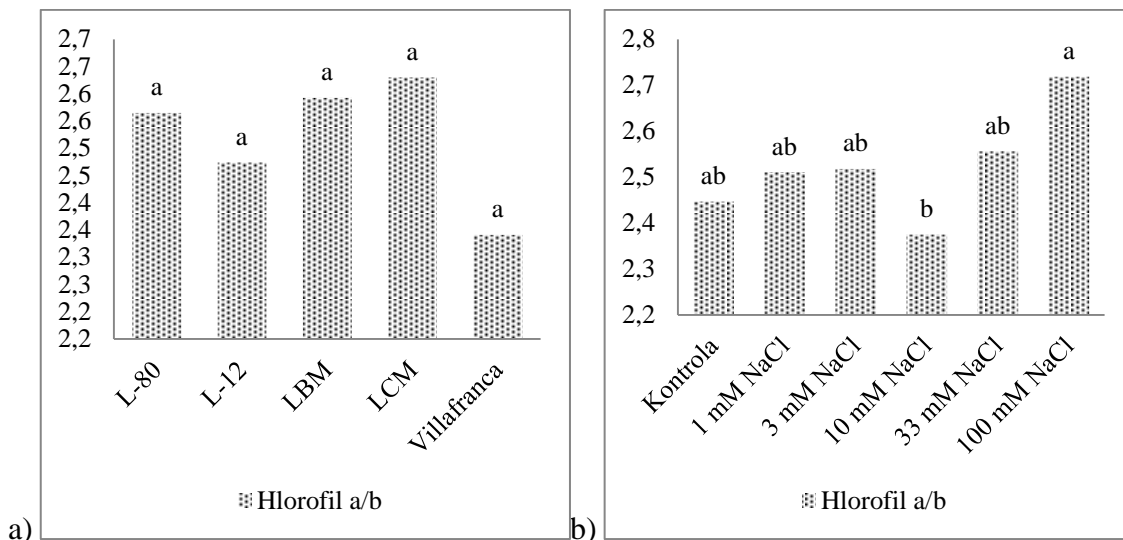 2,7
2,7
2,6
2,6
2,5
2,5
2,4
2,4
2,3
2,3
2,2
2,2
a
a
a
a
a
L-80
L-12
LBM
LCM
Villafranca
Hlorofil a/b
a)
2,8
2,7
2,6
2,5
2,4
2,3
2,2
ab
ab
ab
b
ab
a
Kontrola
1 mM NaCl
3 mM NaCl
10 mM NaCl
33 mM NaCl
100 mM NaCl
Hlorofil a/b
b)